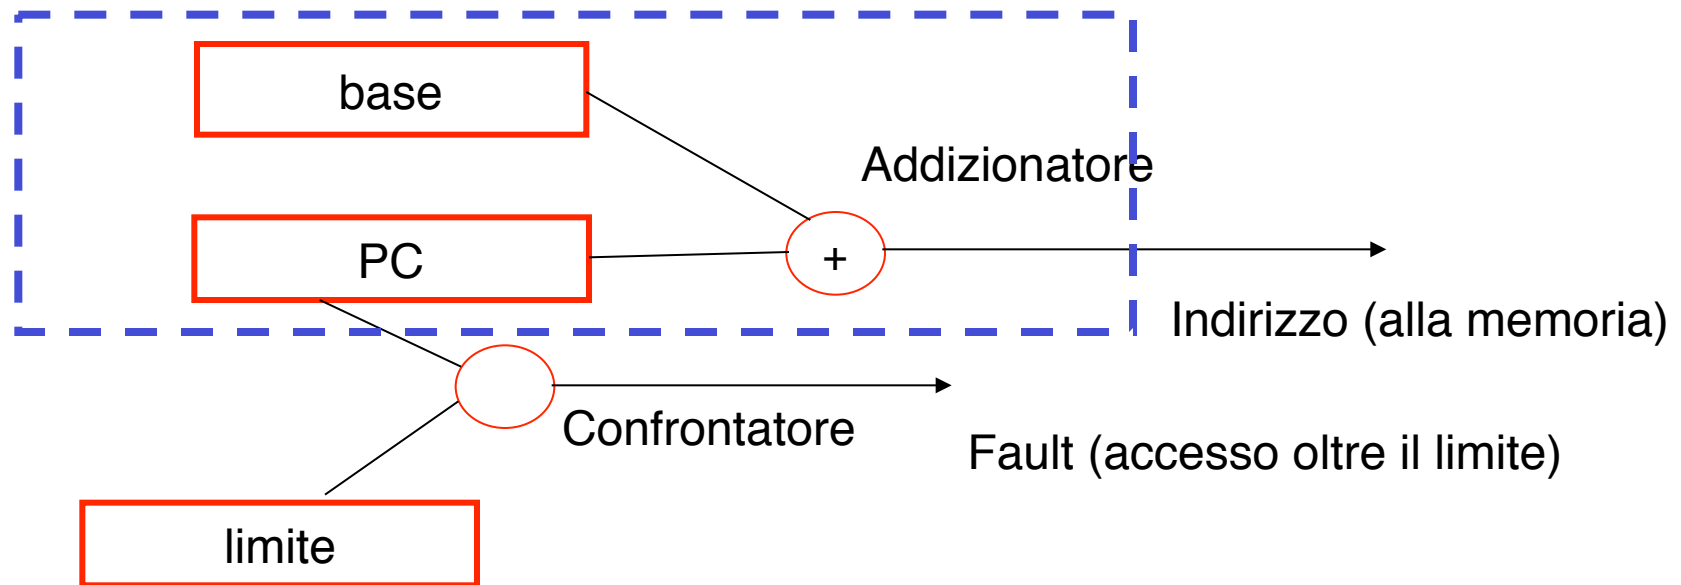 base
Addizionatore
PC
+
Indirizzo (alla memoria)
Confrontatore
Fault (accesso oltre il limite)
limite